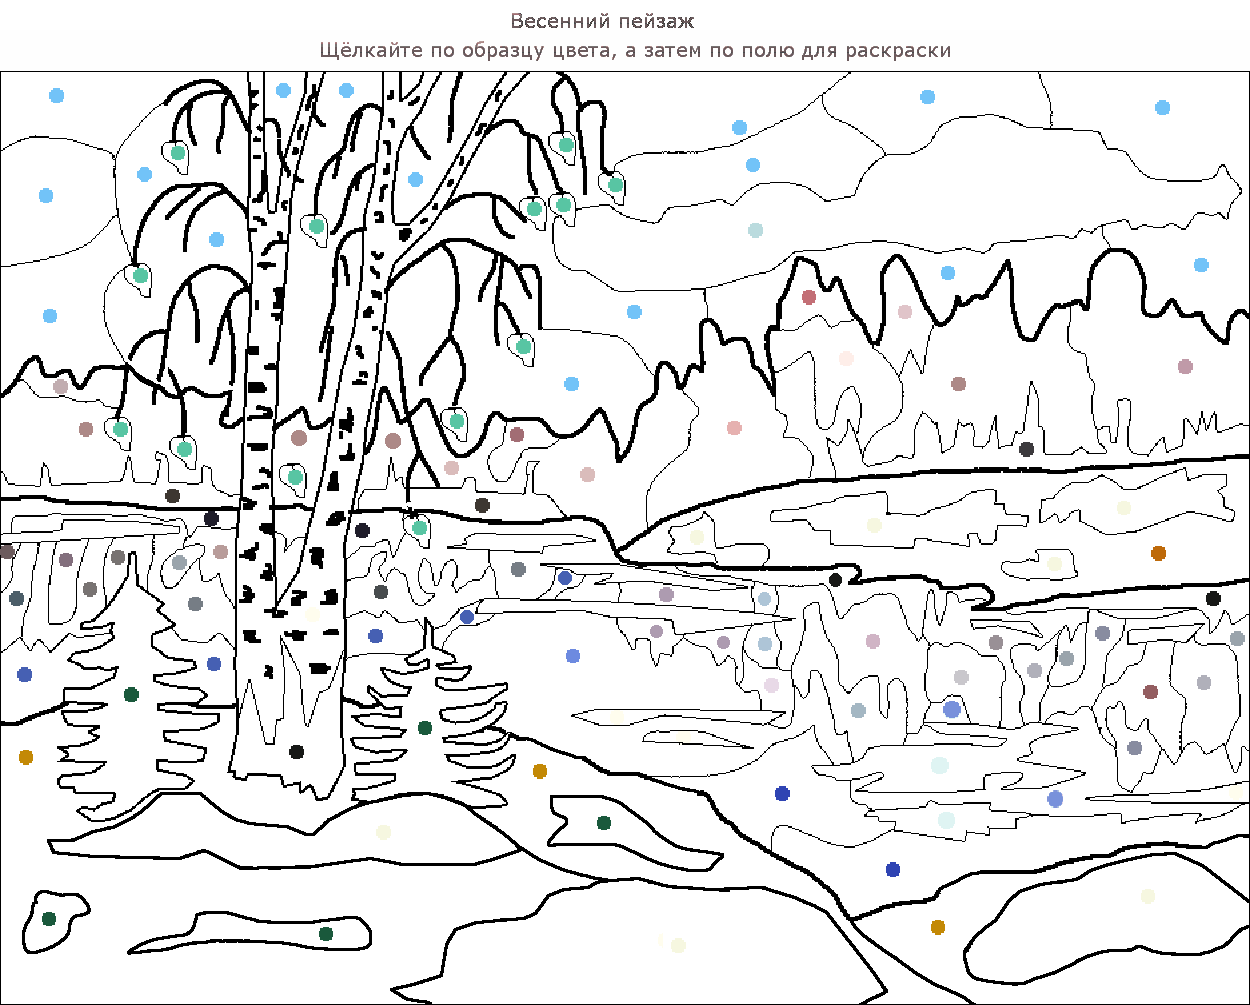 Весенний пейзаж
Щёлкайте по образцу цвета, а затем по полю для раскраски